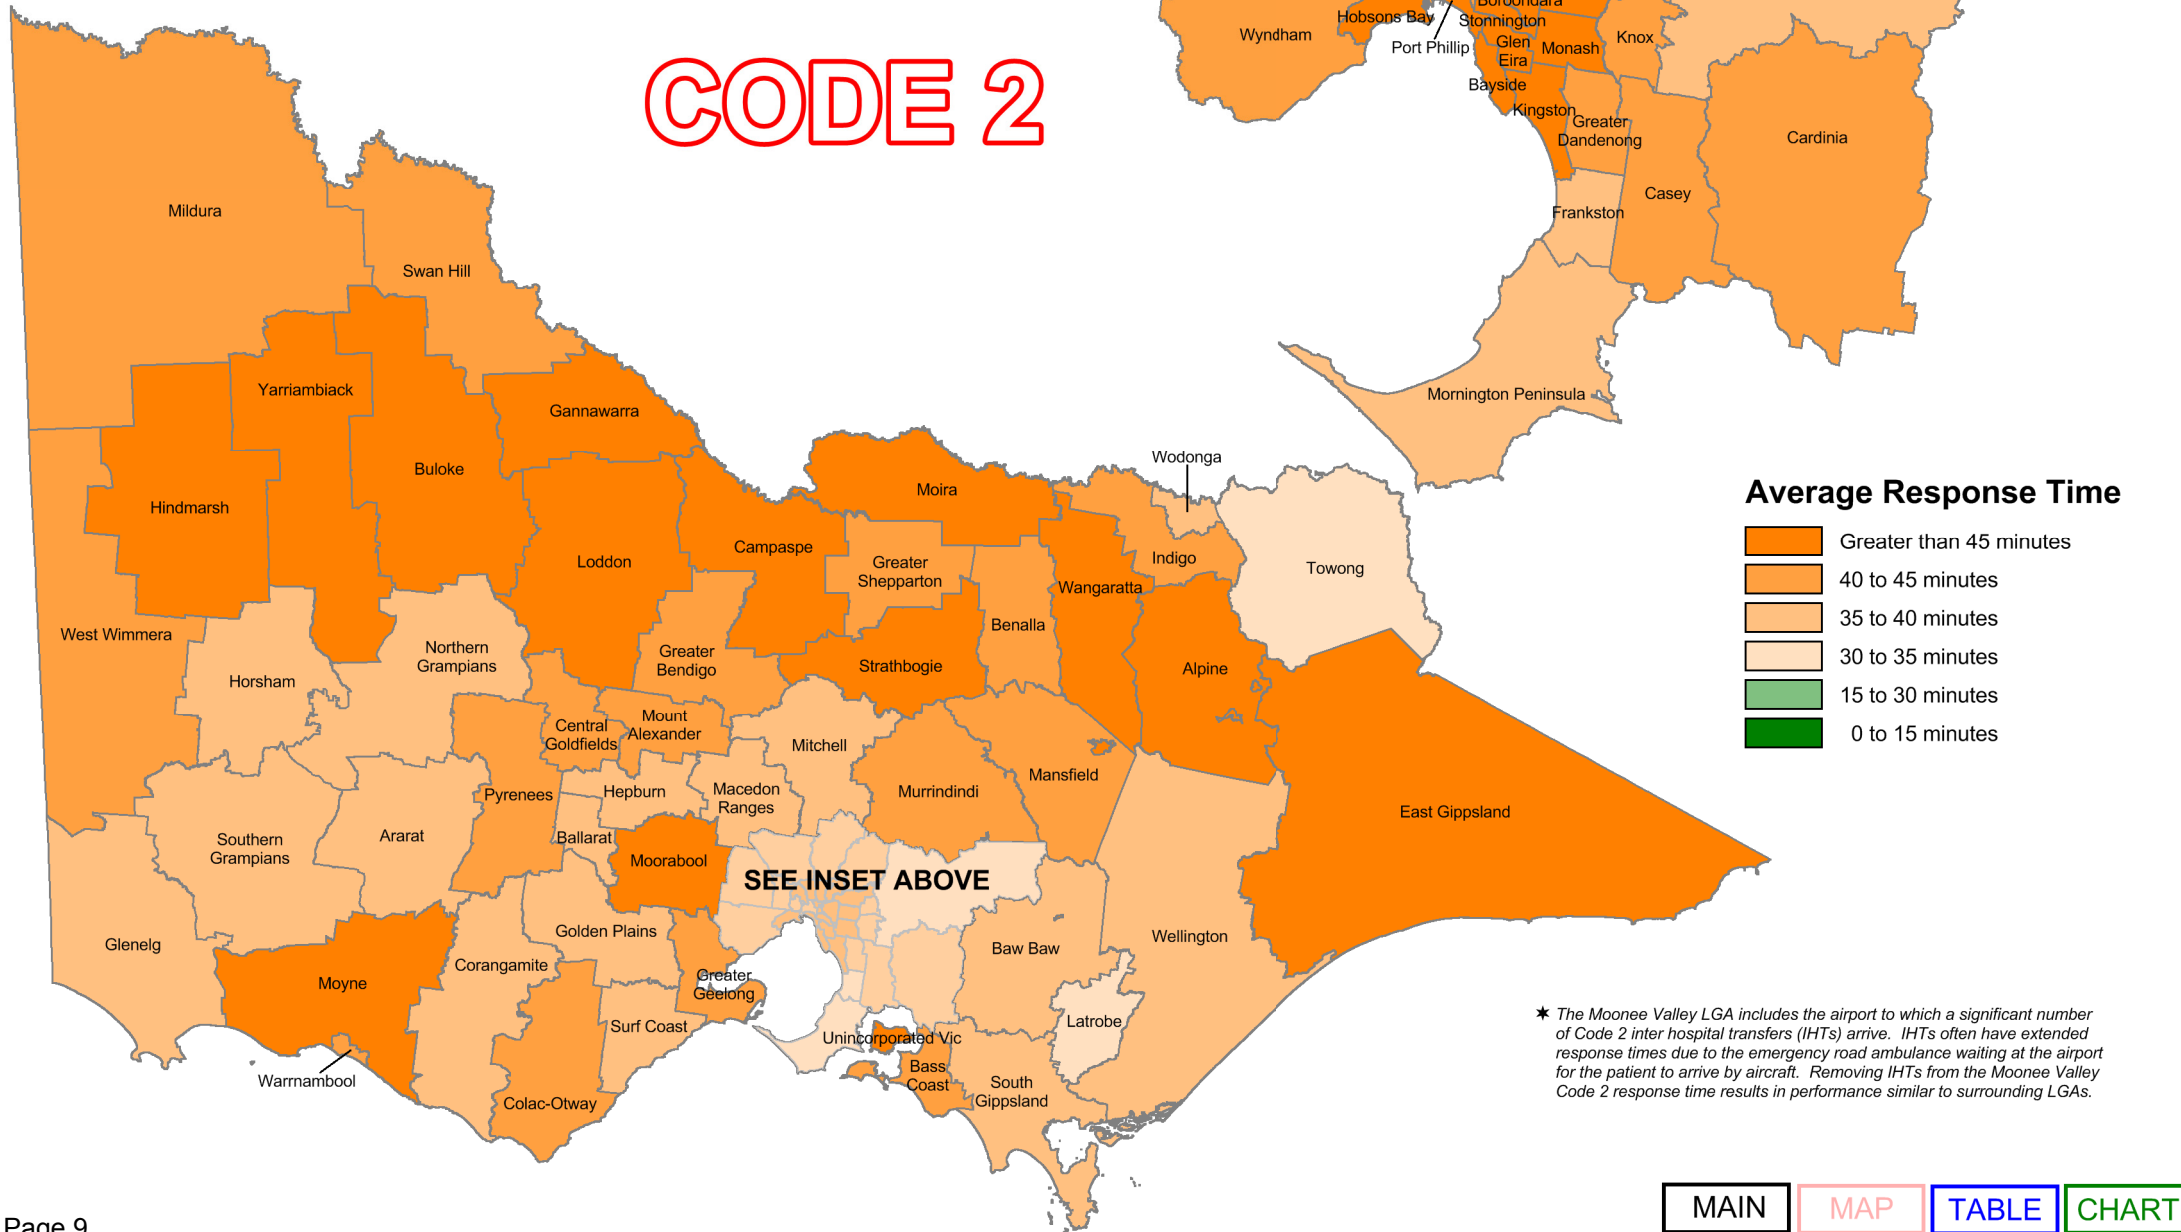 Boroondara
Hobsons Bay
Stonnington
Wyndham
Port Phillip
Glen
Eira
Monash
Knox
Bayside
Kingston
Greater
Dandenong
Cardinia
Casey
Frankston
Mornington Peninsula
CODE 2
Mildura
Swan Hill
Yarriambiack
Gannawarra
Buloke
Hindmarsh
Moira
Wodonga
Loddon
Campaspe
Greater
Shepparton
Indigo
Wangaratta
Towong
Benalla
West Wimmera
Northern
Grampians
Greater
Bendigo
Strathbogie
Alpine
Horsham
Central
Goldfields
Mount
Alexander
Mitchell
Mansfield
Murrindindi
Pyrenees
Hepburn
Macedon
Ranges
East Gippsland
Southern
Grampians
Ararat
Ballarat
Moorabool
SEE INSET ABOVE
Glenelg
Golden Plains
Corangamite
Moyne
Greater
Geelong
Baw Baw
Wellington
Surf Coast
Latrobe
Unincorporated Vic
Warrnambool
Colac-Otway
Bass
Coast
South
Gippsland
Average Response Time
Greater than 45 minutes
40 to 45 minutes
35 to 40 minutes
30 to 35 minutes
15 to 30 minutes
0 to 15 minutes
★ The Moonee Valley LGA includes the airport to which a significant number
of Code 2 inter hospital transfers (IHTs) arrive. IHTs often have extended
response times due to the emergency road ambulance waiting at the airport
for the patient to arrive by aircraft. Removing IHTs from the Moonee Valley
Code 2 response time results in performance similar to surrounding LGAs.
MAIN
MAP
TABLE
CHART
Page 9